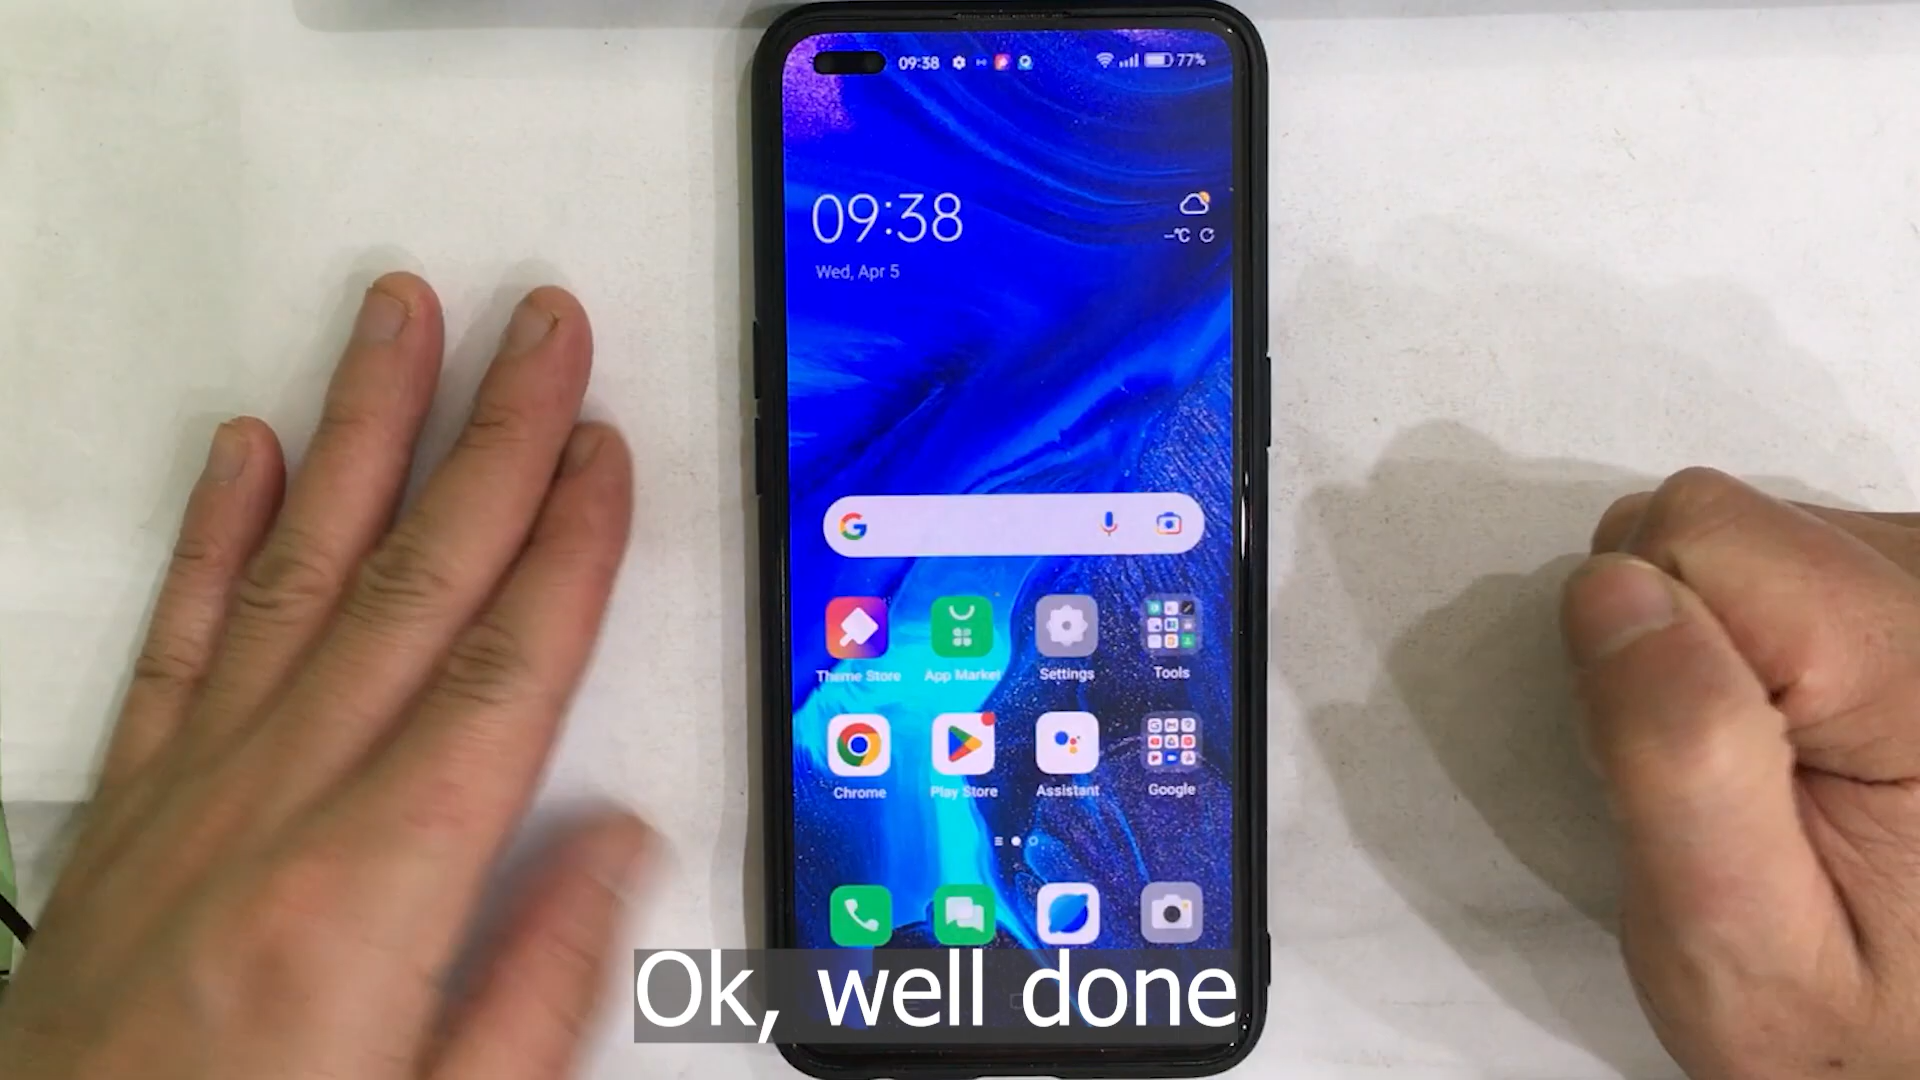 09:38
77%
09:38
--°C
Wed, Apr 5
Theme Store
App Market
Settings
Tools
Chrome
Play Store
Assistant
Google
Ok, well done